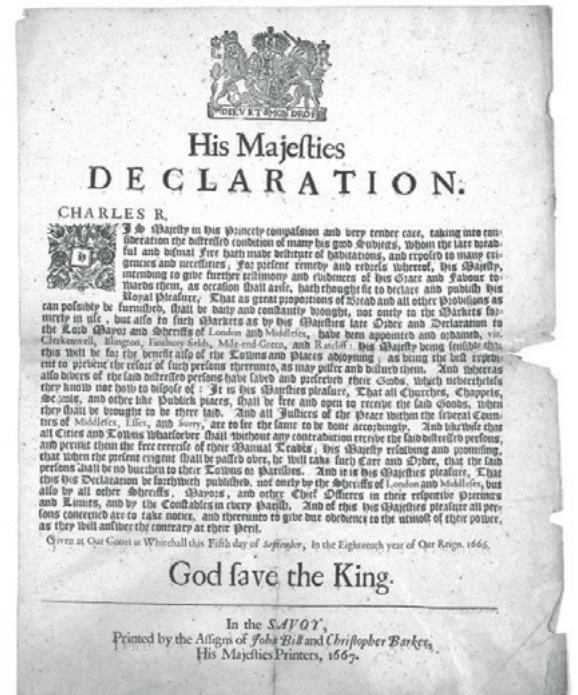 DIEV ET MON DROI
His Majeſties
DECLARATION.
CHARLES R.
HIS Majeſty in His Princely compaſſion and very tender care, taking into con-
ſideration the diſtreſſed condition of many his good Subjects, whom the late dread-
ful and diſmal Fire hath made deſtitute of habitations, and expoſed to many exi-
gencies and neceſſities; For preſent remedy and redreſs whereof, His Majeſty,
intending to give further teſtimony and evidences of His Grace and Favour to-
wards them, as occaſion ſhall ariſe, hath thought fit to declare and publiſh His
Royal Pleaſure, That as great proportions of Bread and all other Proviſions as
can poſſibly be furniſhed, ſhall be daily and conſtantly brought, not onely to the Markets for-
merly in uſe, but alſo to ſuch Markets as by His Majeſties late Order and Declaration to
the Lord Mayor and Sheriffs of London and Middleſex, have been appointed and ordained, viz.
Clerkenwell, Iſlington, Finsbury fields, Mile-end-Green, and Ratcliff: His Majeſty being ſenſible that
this will be for the benefit alſo of the Towns and Places adjoyning; as being the beſt expedi-
ent to prevent the reſort of ſuch perſons thereunto, as may pilfer and diſturb them. And whereas
alſo divers of the ſaid diſtreſſed perſons have ſaved and preſerved their Goods, which nevertheleſs
they know not how to diſpoſe of: It is His Majeſties pleaſure, That all Churches, Chappels,
Schools, and other like Publick places, ſhall be free and open to receive the ſaid Goods, when
they ſhall be brought to be there laid. And all Juſtices of the Peace within the ſeveral Coun-
ties of Middleſex, Eſſex, and Surry, are to ſee the ſame to be done accordingly. And likewiſe that
all Cities and Towns whatſoever ſhall without any contradiction receive the ſaid diſtreſſed perſons,
and permit them the free exerciſe of their Manual Trades; His Majeſty reſolving and promiſing,
that when the preſent exigent ſhall be paſſed over, he will take ſuch Care and Order, that the ſaid
perſons ſhall be no burthen to their Towns or Pariſhes. And it is His Majeſties pleaſure, That
this His Declaration be forthwith publiſhed, not onely by the Sheriffs of London and Middleſex, but
alſo by all other Sheriffs, Mayors, and other Chief Officers in their reſpective Precincts
and Limits, and by the Conſtables in every Pariſh. And of this His Majeſties pleaſure all per-
ſons concerned are to take notice, and thereunto to give due obedience to the utmoſt of their power,
as they will anſwer the contrary at their Peril.
Given at Our Court at Whitehall this Fifth day of September, In the Eighteenth year of Our Reign. 1666.
God ſave the King.
In the SAVOY,
Printed by the Aſsigns of John Bill and Chriſtopher Barker,
His Majeſties Printers, 1667.